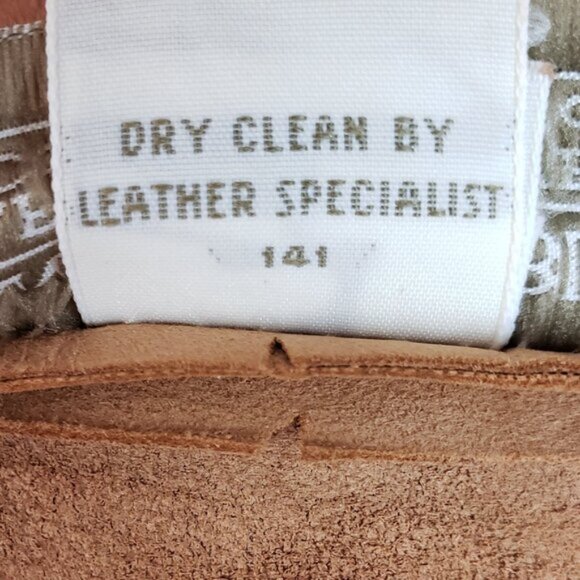 DRY CLEAN BY
LEATHER SPECIALIST
141